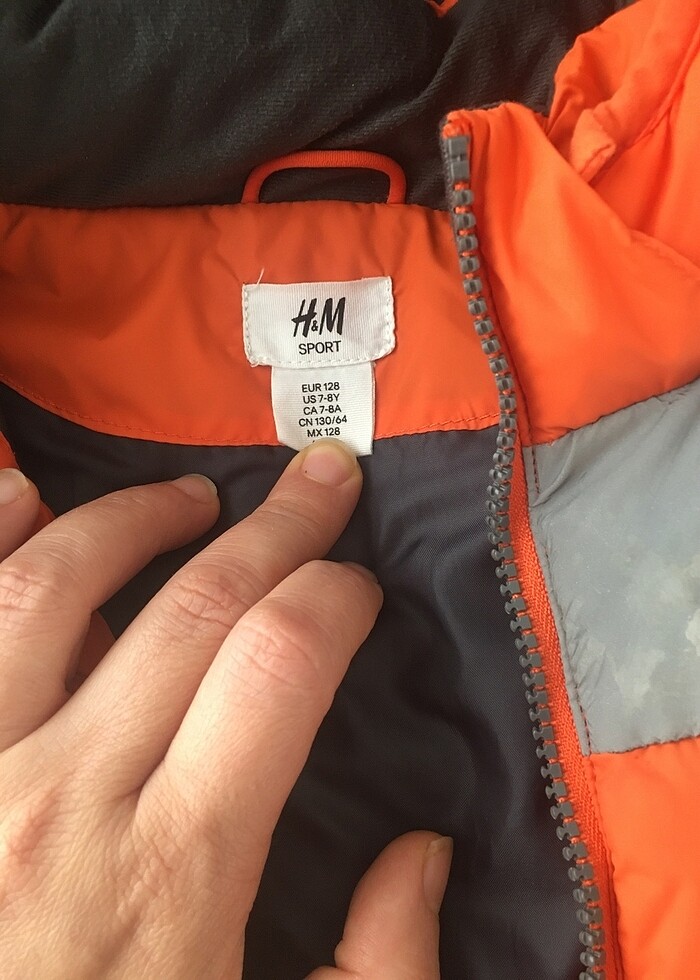 H&M
SPORT
EUR 128
US 7-8Y
CA 7-8A
CN 130/64
MX 128